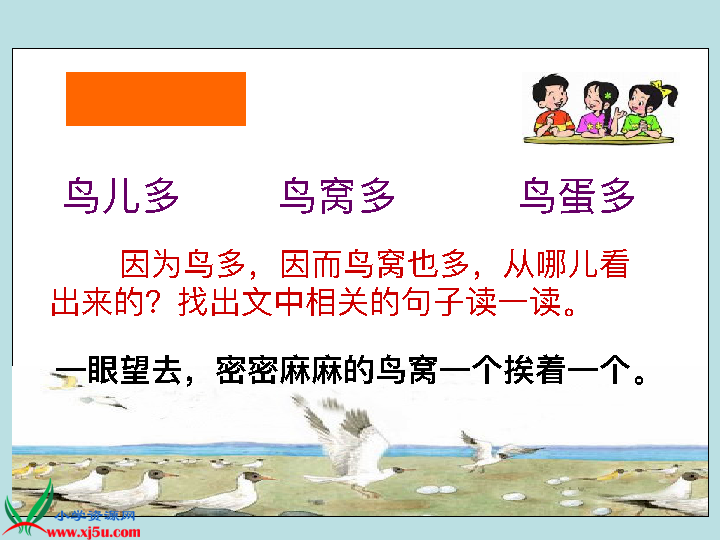 鸟儿多 鸟窝多 鸟蛋多
因为鸟多，因而鸟窝也多，从哪儿看
出来的？找出文中相关的句子读一读。
一眼望去，密密麻麻的鸟窝一个挨着一个。
小学资源网
www.xj5u.com